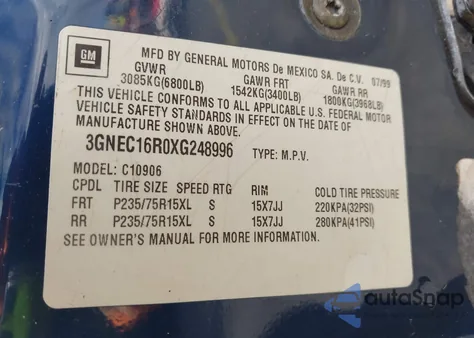 GM
MFD BY GENERAL MOTORS De MEXICO SA. De C.V. 07/99
GVWR GAWR FRT GAWR RR
3085KG(6800LB) 1542KG(3400LB) 1800KG(3968LB)
THIS VEHICLE CONFORMS TO ALL APPLICABLE U.S. FEDERAL MOTOR
VEHICLE SAFETY STANDARDS IN EFFECT ON THE DATE OF
MANUFACTURE SHOWN ABOVE.
3GNEC16R0XG248996 TYPE: M.P.V.
MODEL: C10906
CPDL TIRE SIZE SPEED RTG RIM COLD TIRE PRESSURE
FRT P235/75R15XL S 15X7JJ 220KPA(32PSI)
RR P235/75R15XL S 15X7JJ 280KPA(41PSI)
SEE OWNER'S MANUAL FOR MORE INFORMATION.
autoSnap